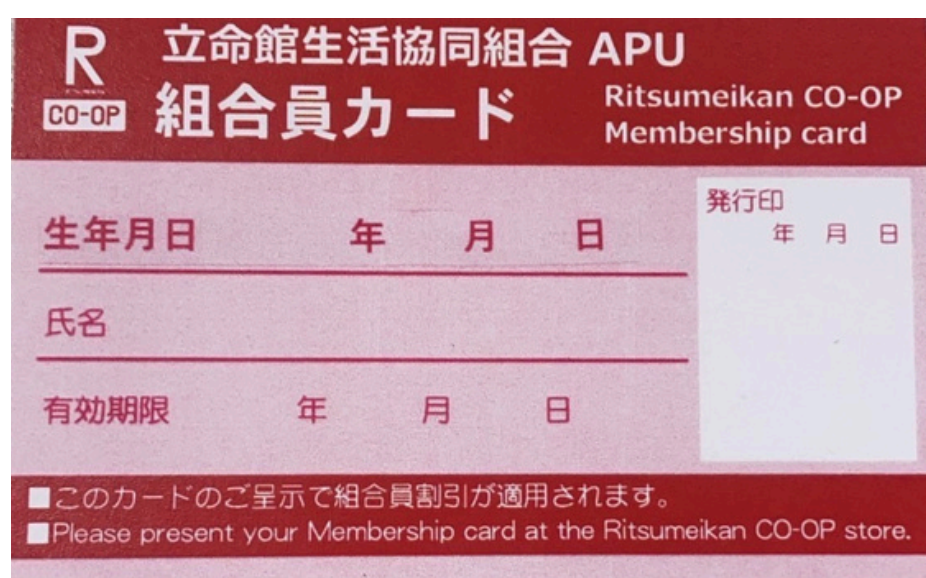 R 立命館生活協同組合 APU
CO-OP 組合員カード
Ritsumeikan CO-OP
Membership card
発行印
年 月 日
生年月日 年 月 日
氏名
有効期限 年 月 日
■このカードのご呈示で組合員割引が適用されます。
■Please present your Membership card at the Ritsumeikan CO-OP store.